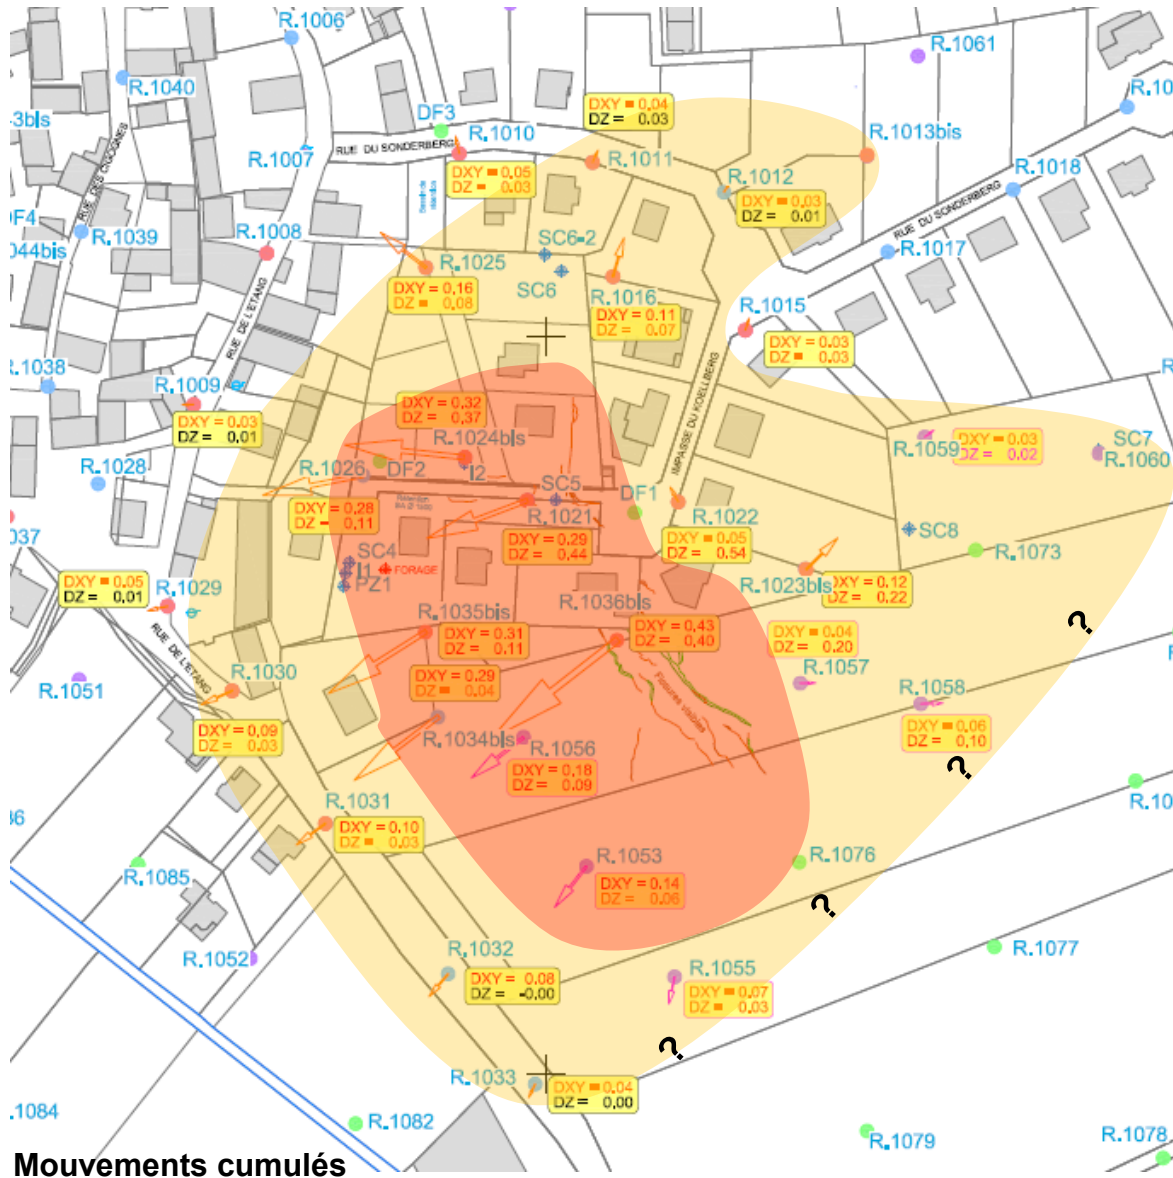 R.1006
R.1061
R.1040
R.10
DXY = 0.04
DZ = 0.03
DF3
R.1010
3bis
R.1013bis
RUE DU SONDERBERG
R.1007
R.1011
R.1018
RUE DES CIGOGNES
R.1012
DXY = 0.05
DZ = 0.03
DXY = 0.03
DZ = 0.01
RUE DU SONDERBERG
DF4
R.1039
R.1008
SC6-2
R.1017
044bis
R.1025
SC6
R.1016
DXY = 0.16
DZ = 0.08
R.1015
DXY = 0.11
DZ = 0.07
RUE DE L'ETANG
DXY = 0.03
DZ = 0.03
R.1038
R.1009
IMPASSE DU KOELLBERG
DXY = 0.32
DZ = 0.37
DXY = 0.03
DZ = 0.01
R.1024bis
R.1059
DXY = 0.03
DZ = 0.02
SC7
R.1060
R.1028
R.1026
DF2
I2
SC5
DF1
R.1021
R.1022
DXY = 0.28
DZ = 0.11
SC8
037
DXY = 0.29
DZ = 0.44
DXY = 0.05
DZ = 0.54
R.1073
SC4
I1
FORAGE
PZ1
R.1023bis
DXY = 0.12
DZ = 0.22
DXY = 0.05
DZ = 0.01
R.1029
R.1035bis
R.1036bis
DXY = 0.31
DZ = 0.11
DXY = 0.43
DZ = 0.40
DXY = 0.04
DZ = 0.20
?
RUE DE L'ETANG
R.1030
DXY = 0.29
DZ = 0.04
R.1057
R.1051
Fissures visibles
R.1058
DXY = 0.09
DZ = 0.03
R.1034bis
R.1056
DXY = 0.06
DZ = 0.10
DXY = 0.18
DZ = 0.09
?
R.1031
R.10
DXY = 0.10
DZ = 0.03
R.1053
R.1076
R.1085
DXY = 0.14
DZ = 0.06
?
R.1052
R.1032
R.1077
DXY = 0.08
DZ = -0.00
R.1055
DXY = 0.07
DZ = 0.03
?
R.1033
DXY = 0.04
DZ = 0.00
.1084
R.1082
R.1079
R.1078
Mouvements cumulés